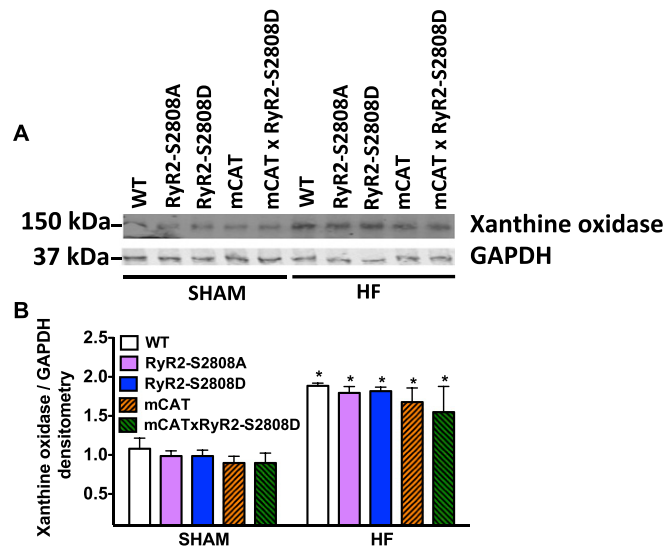 A
WT
RyR2-S2808A
RyR2-S2808D
mCAT
mCAT x RyR2-S2808D
WT
RyR2-S2808A
RyR2-S2808D
mCAT
mCAT x RyR2-S2808D
150 kDa
Xanthine oxidase
37 kDa
GAPDH
SHAM
HF
B
Xanthine oxidase / GAPDH
densitometry
2.5
2.0
1.5
1.0
0.5
WT
RyR2-S2808A
RyR2-S2808D
mCAT
mCATxRyR2-S2808D
* * * * *
SHAM
HF